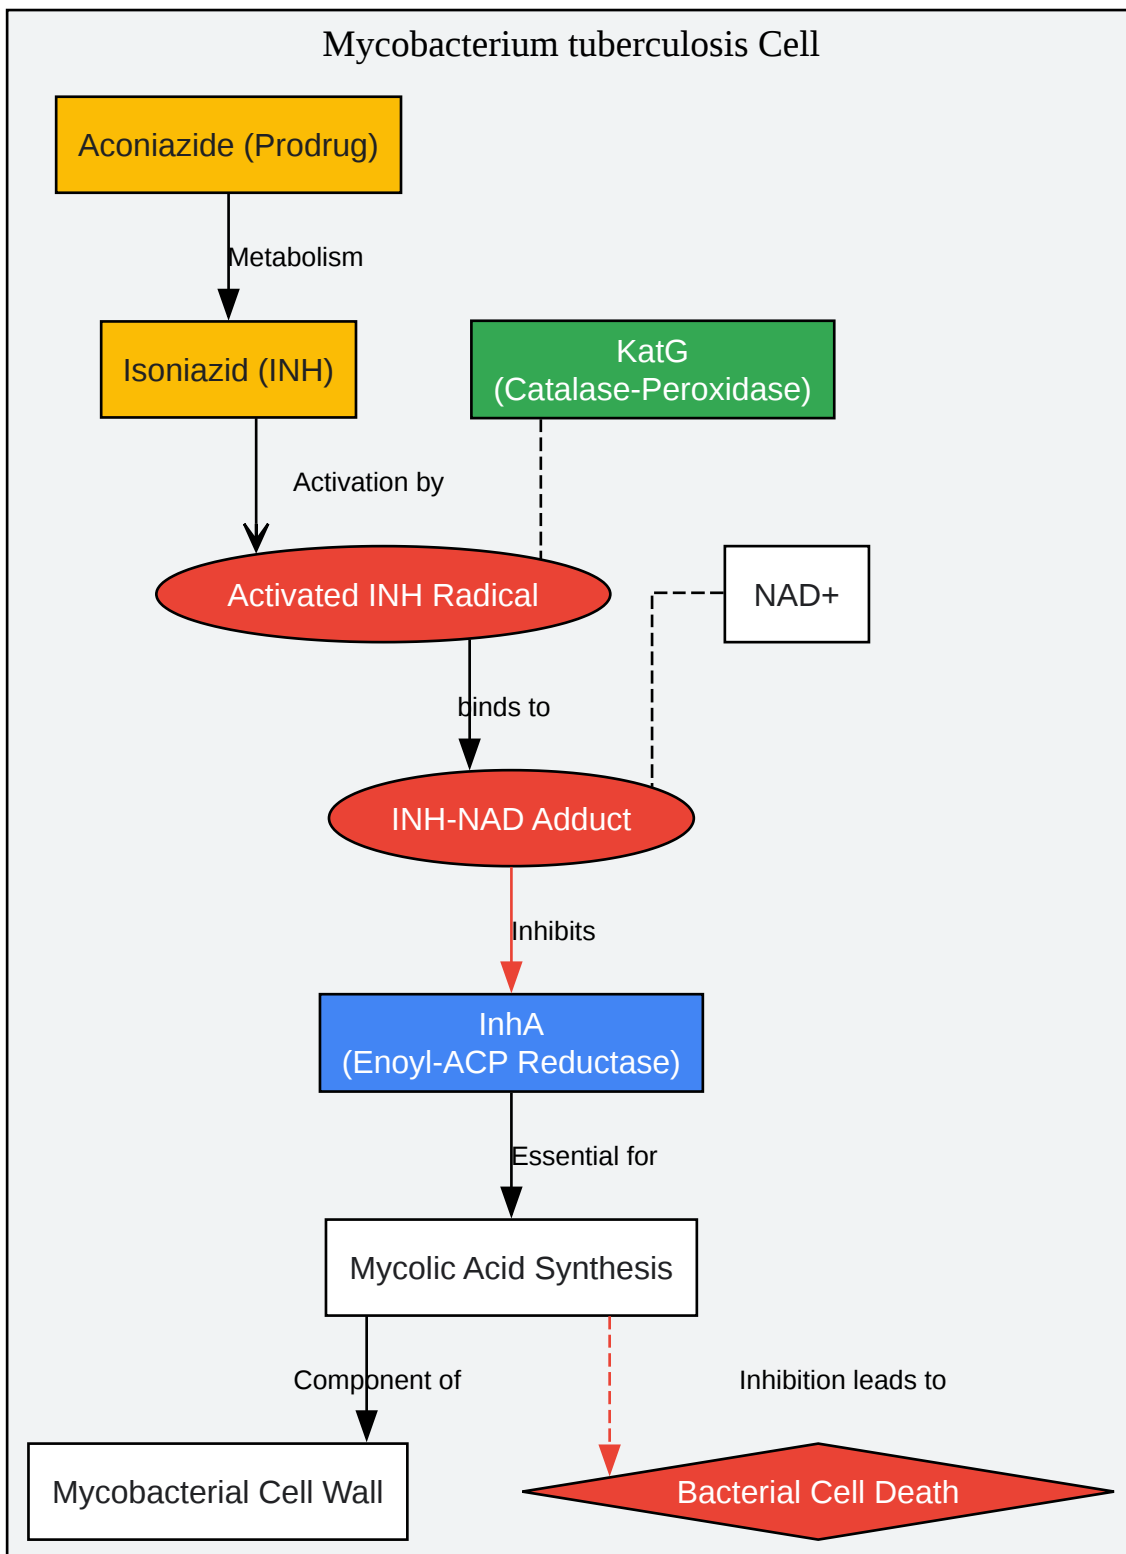 Mycobacterium tuberculosis Cell
Aconiazide (Prodrug)
Metabolism
Isoniazid (INH)
KatG
(Catalase-Peroxidase)
Activation by
Activated INH Radical
NAD+
binds to
INH-NAD Adduct
Inhibits
InhA
(Enoyl-ACP Reductase)
Essential for
Mycolic Acid Synthesis
Component of
Inhibition leads to
Mycobacterial Cell Wall
Bacterial Cell Death